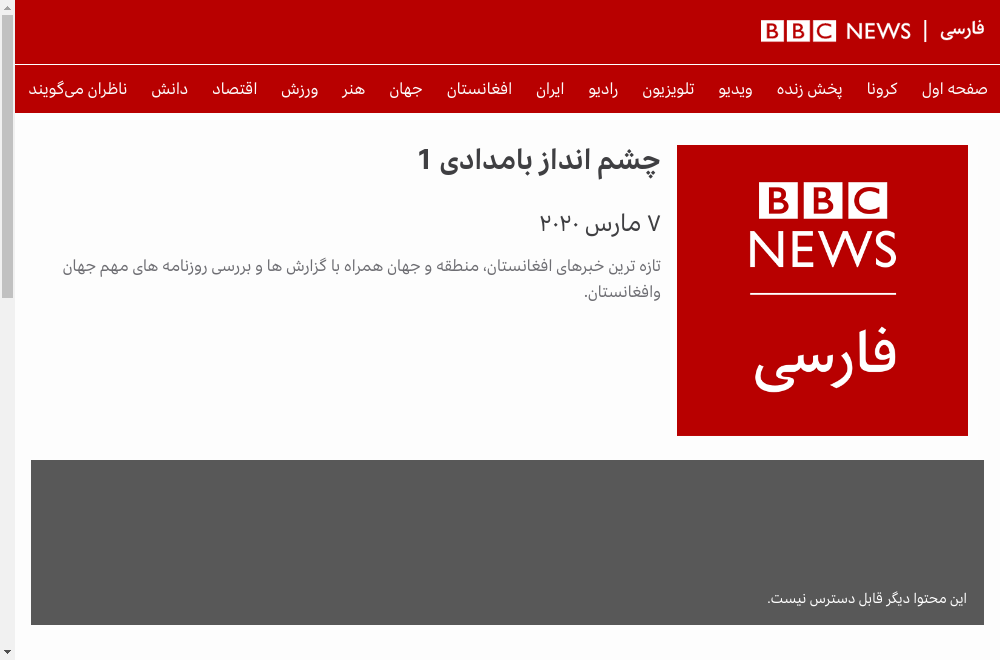 BBC NEWS | فارسی
صفحه اول کرونا پخش زنده ویدیو تلویزیون رادیو ایران افغانستان جهان هنر ورزش اقتصاد دانش ناظران می‌گویند
BBC
NEWS
فارسی
چشم انداز بامدادی 1
۷ مارس ۲۰۲۰
تازه ترین خبرهای افغانستان، منطقه و جهان همراه با گزارش ها و بررسی روزنامه های مهم جهان
وافغانستان.
این محتوا دیگر قابل دسترس نیست.